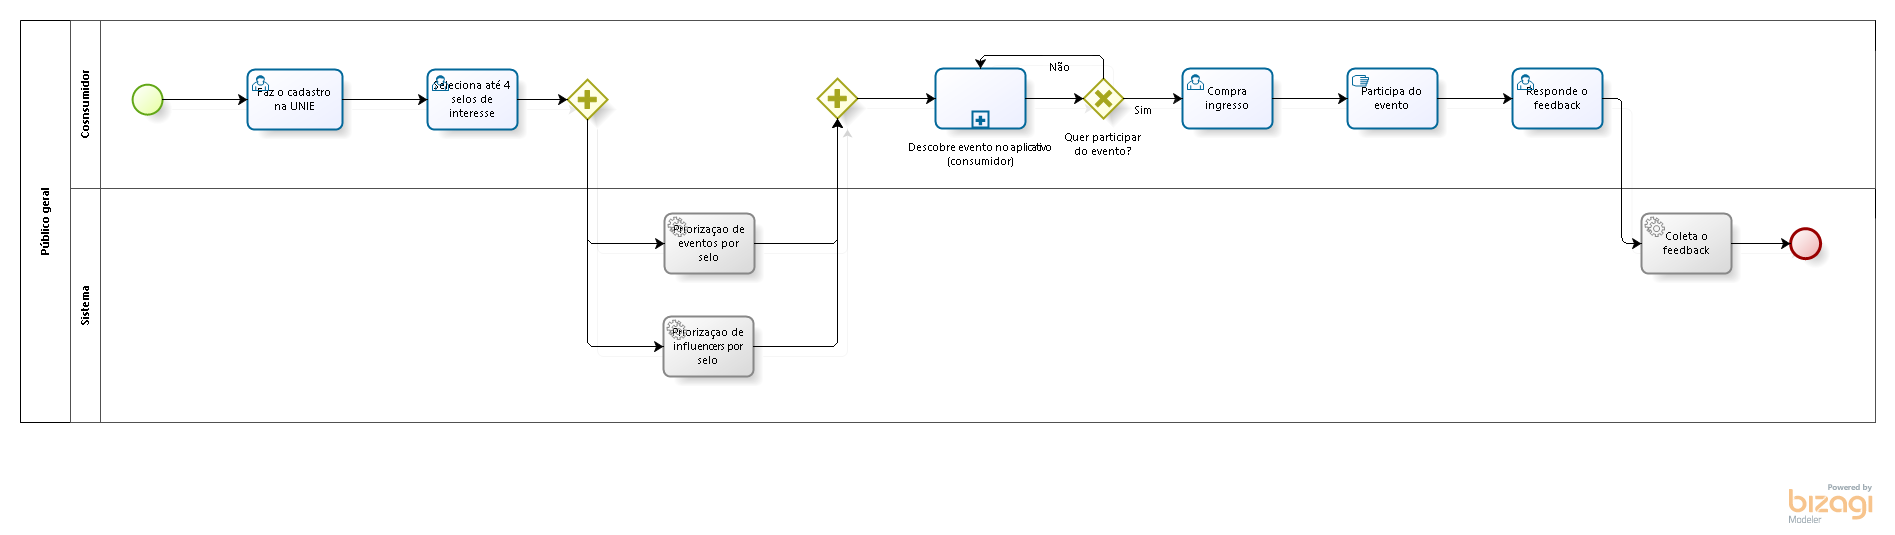 Público geral
Cosnsumidor
Faz o cadastro
na UNIE
Seleciona até 4
selos de
interesse
Descobre evento no aplicativo
(consumidor)
Não
Quer participar
do evento?
Sim
Compra
ingresso
Participa do
evento
Responde o
feedback
Sistema
Priorizaçao de
eventos por
selo
Priorizaçao de
influencers por
selo
Coleta o
feedback
Powered by
bizagi
Modeler